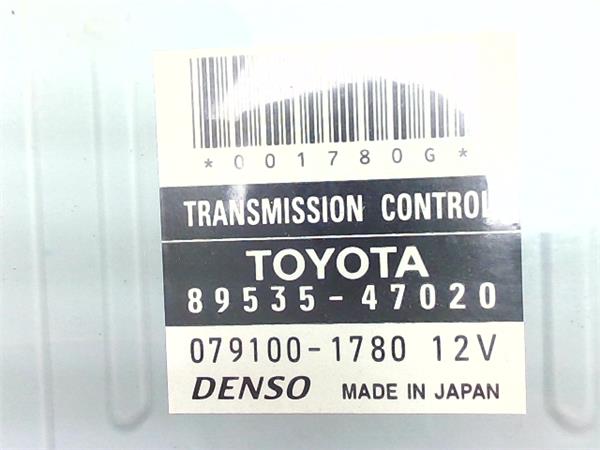 *001780G*
TRANSMISSION CONTROL
TOYOTA
89535-47020
079100-1780 12V
DENSO MADE IN JAPAN